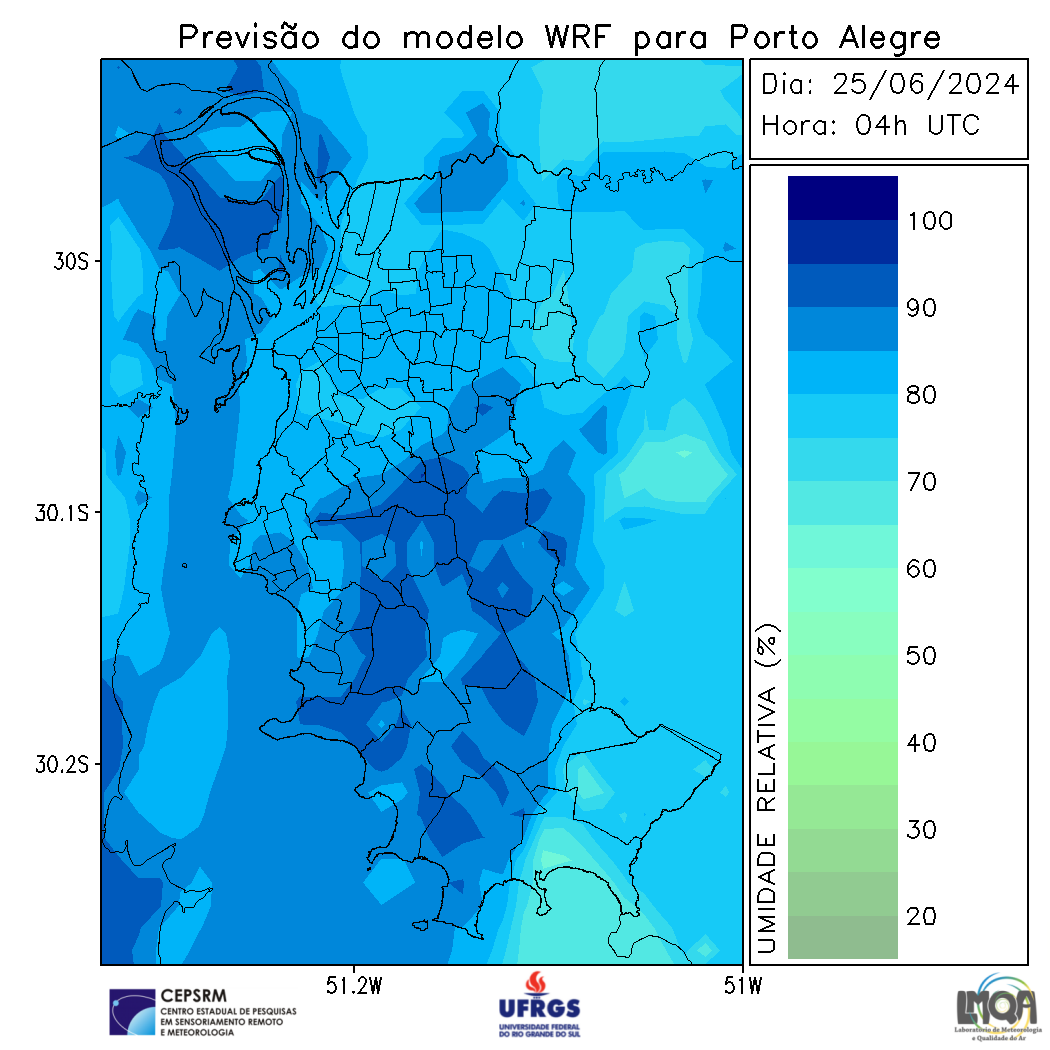 Previsão do modelo WRF para Porto Alegre
Dia: 25/06/2024
Hora: 04h UTC
30S
30.1S
30.2S
51.2W
51W
UMIDADE RELATIVA (%)
100
90
80
70
60
50
40
30
20
CEPSRM
CENTRO ESTADUAL DE PESQUISAS
EM SENSORIAMENTO REMOTO
E METEOROLOGIA
UFRGS
UNIVERSIDADE FEDERAL
DO RIO GRANDE DO SUL
LMQA
Laboratório de Meteorologia
e Qualidade do Ar